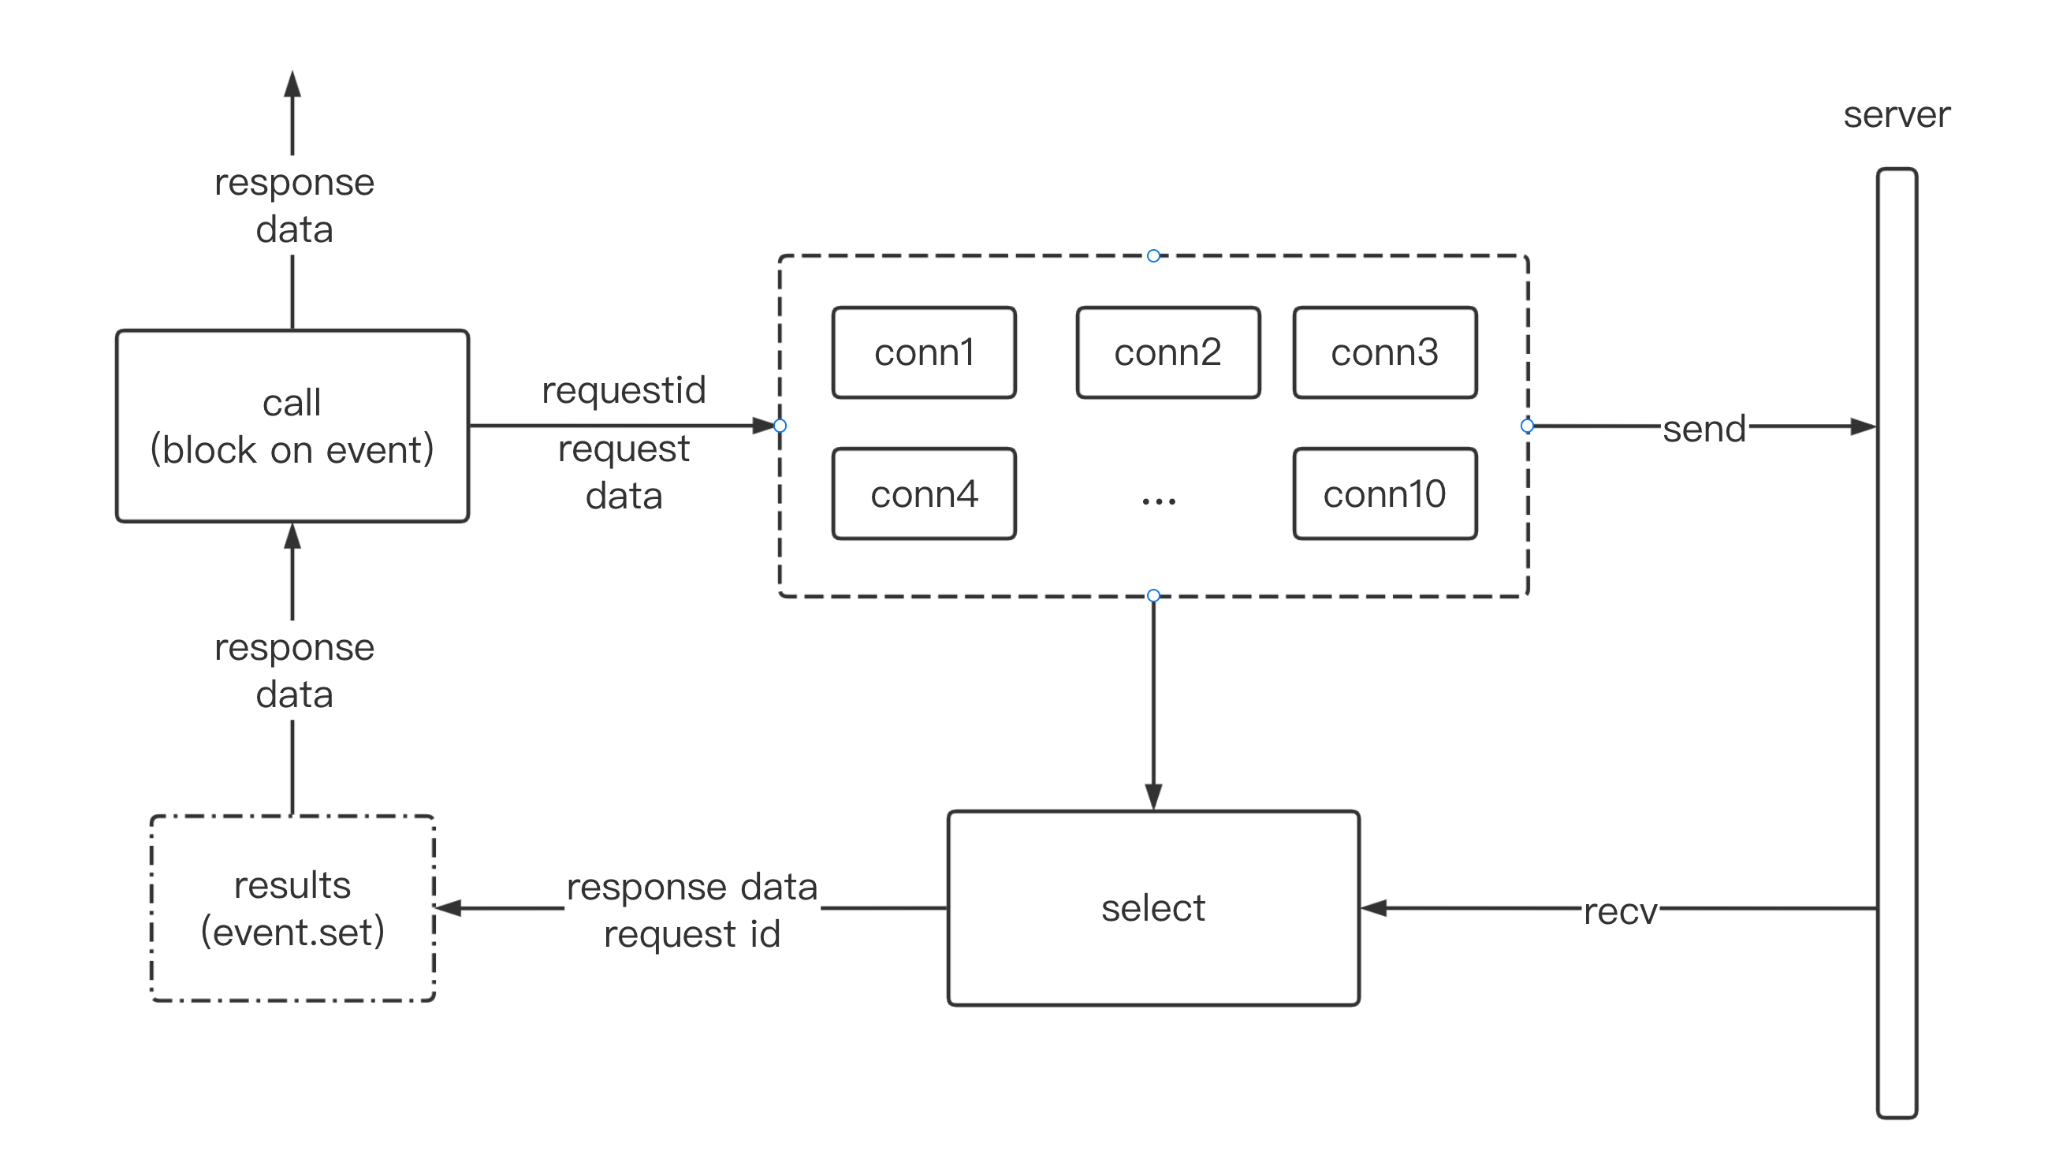 server
response
data
call
(block on event)
requestid
request
data
conn1
conn2
conn3
conn4
...
conn10
send
response
data
results
(event.set)
response data
request id
select
recv